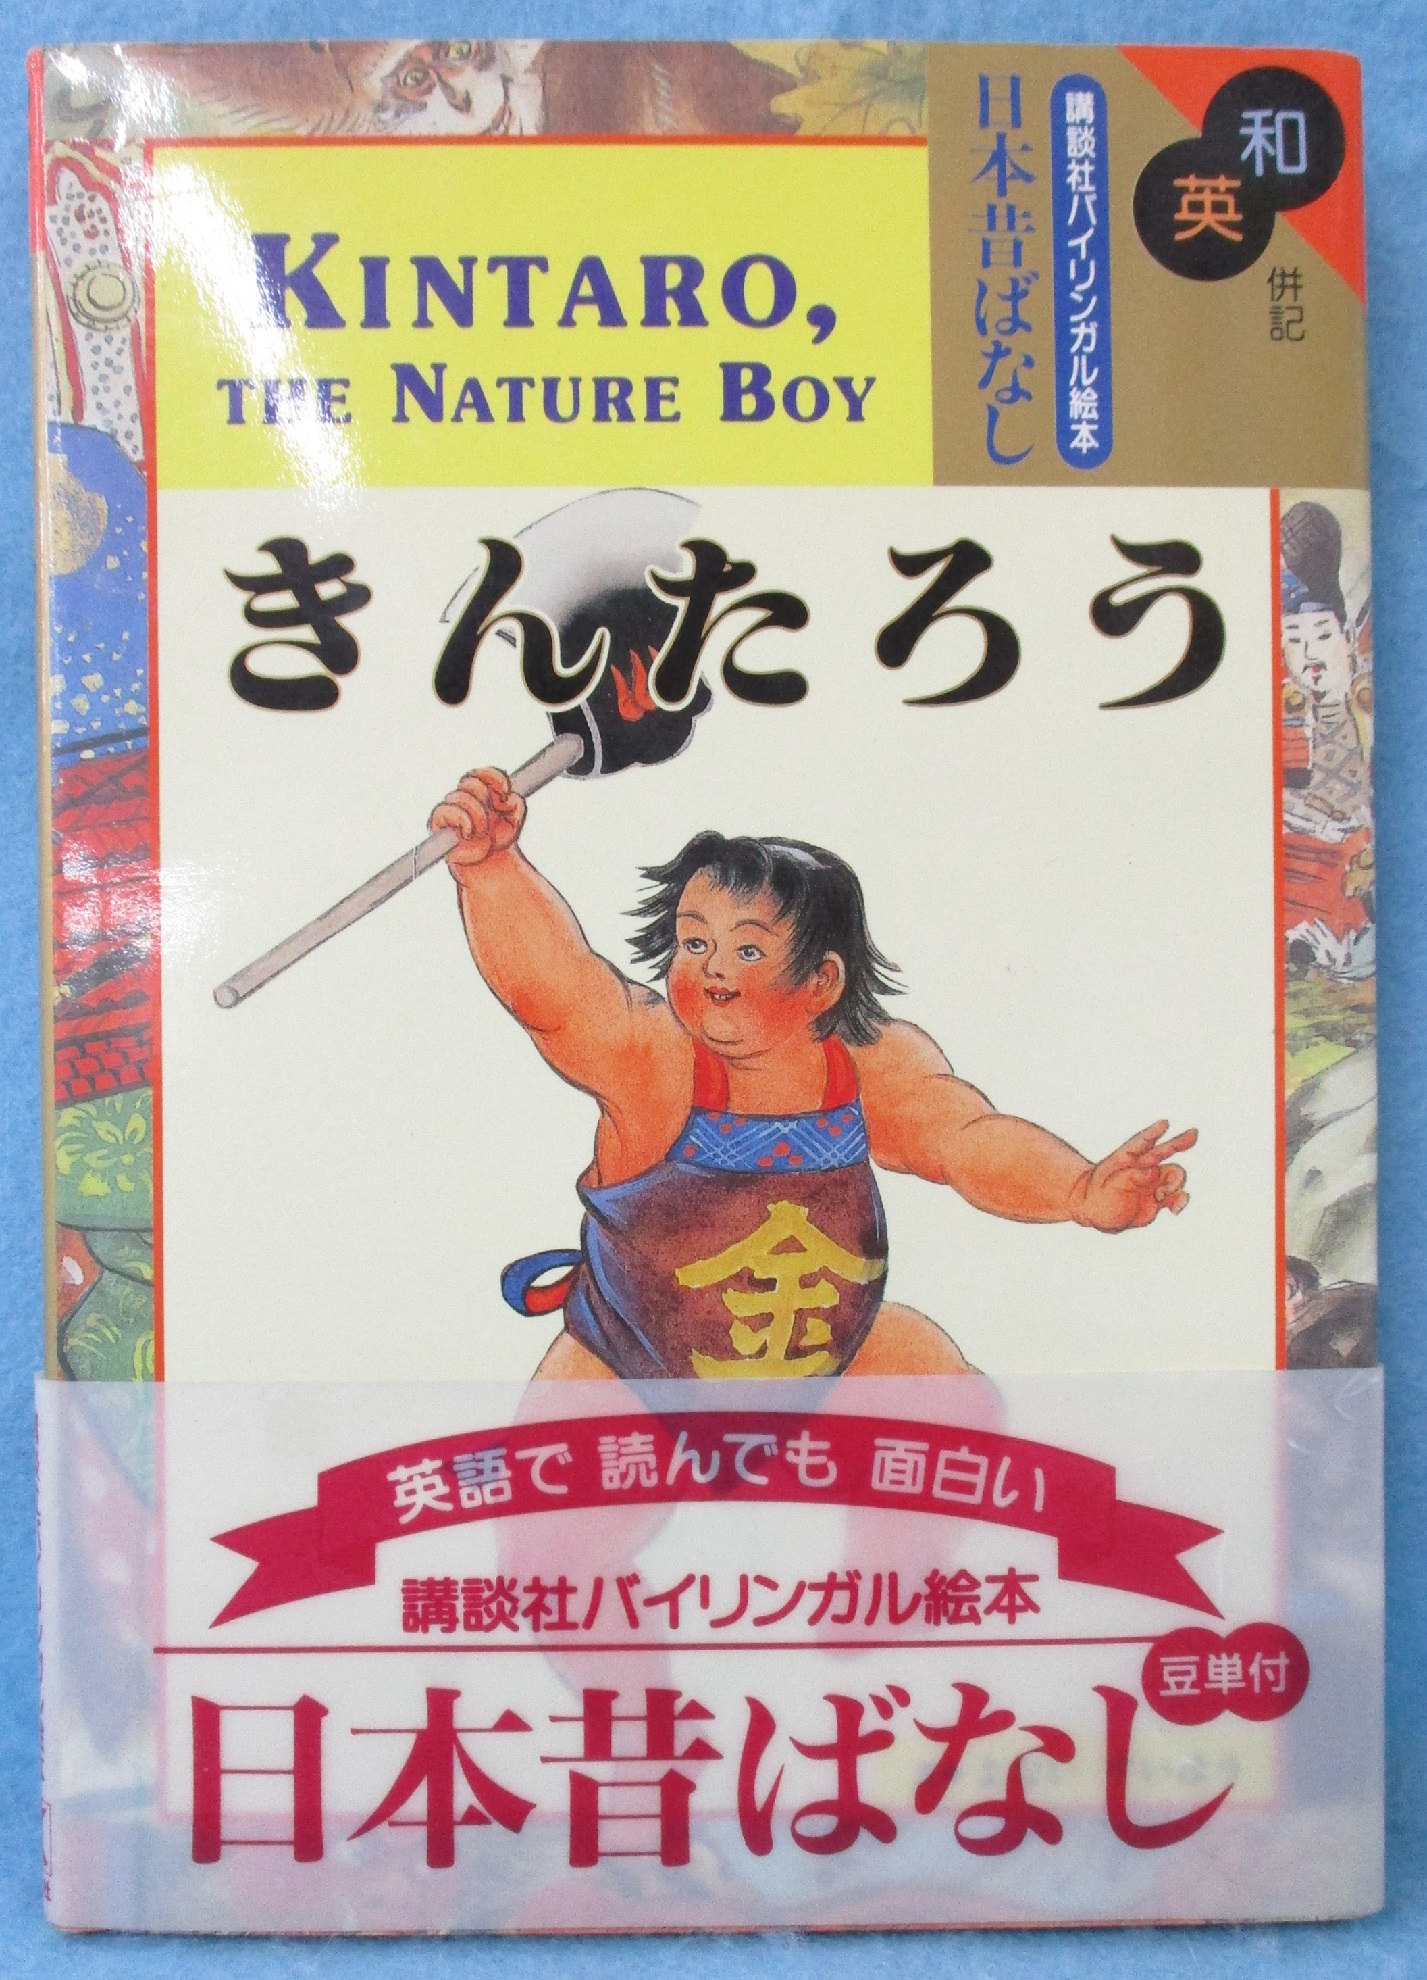 和
英
併記
講談社バイリンガル絵本
日本昔ばなし
KINTARO,
THE NATURE BOY
きんたろう
金
英語で 読んでも 面白い
講談社バイリンガル絵本
豆単付
日本昔ばなし